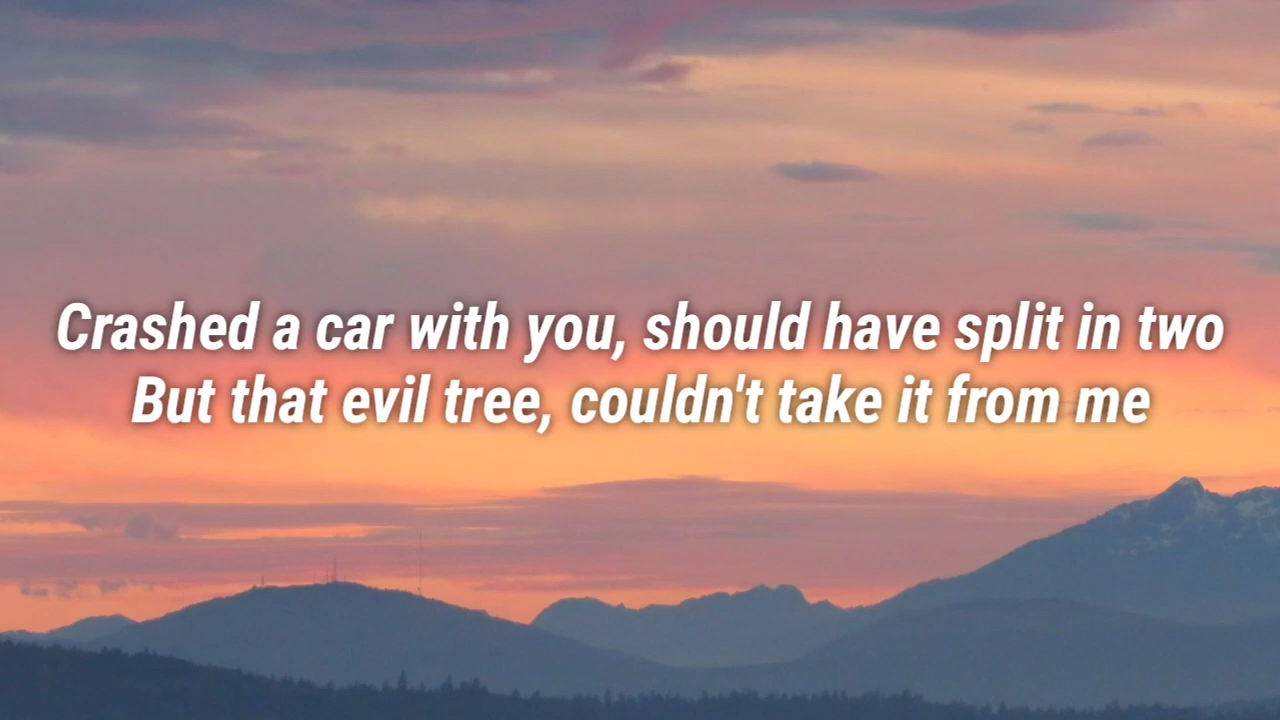 Crashed a car with you, should have split in two
But that evil tree, couldn't take it from me